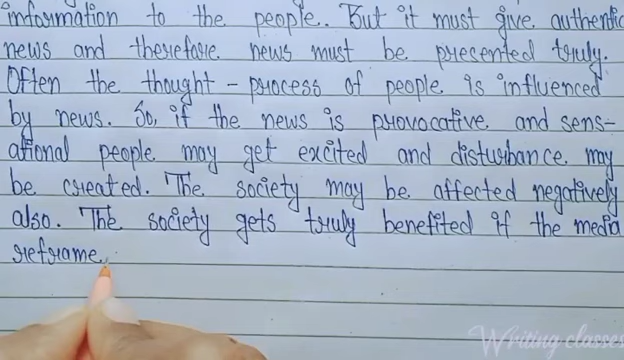 information to the people. But it must give authentic
news and therefore news must be presented truly.
Often the thought - process of people is influenced
by news. So, if the news is provocative and sens-
ational people may get excited and disturbance may
be created. The society may be affected negatively
also. The society gets truly benefited if the media
reframe.
Writing classes